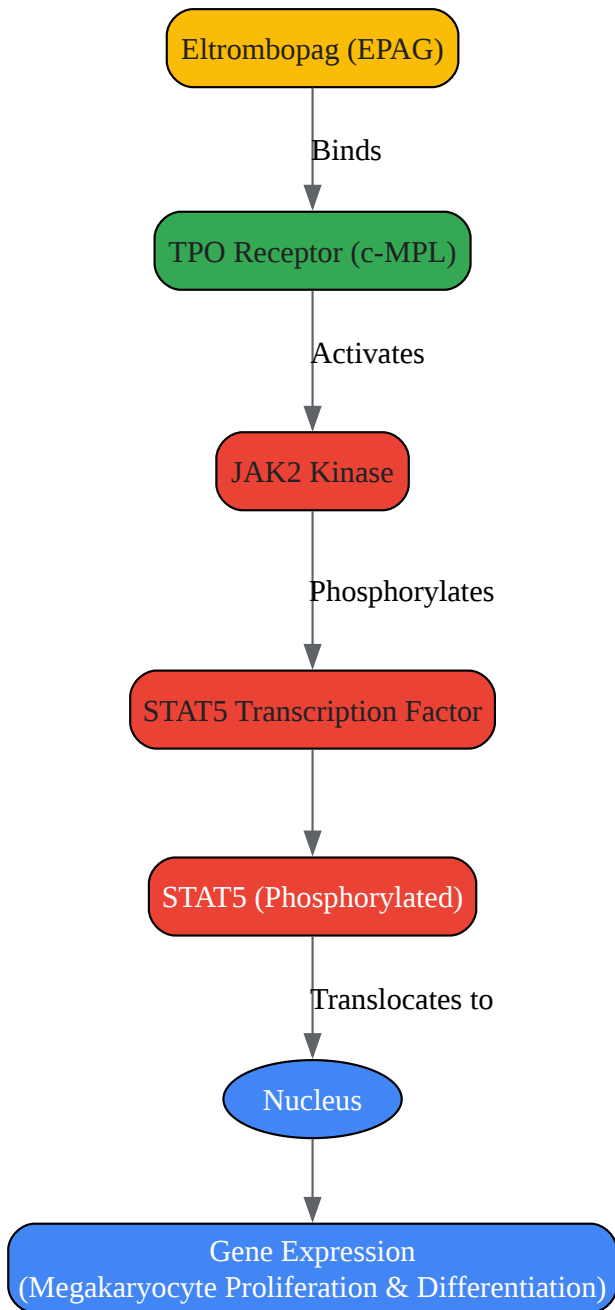 Eltrombopag (EPAG)
Binds
TPO Receptor (c-MPL)
Activates
JAK2 Kinase
Phosphorylates
STAT5 Transcription Factor
STAT5 (Phosphorylated)
Translocates to
Nucleus
Gene Expression
(Megakaryocyte Proliferation & Differentiation)